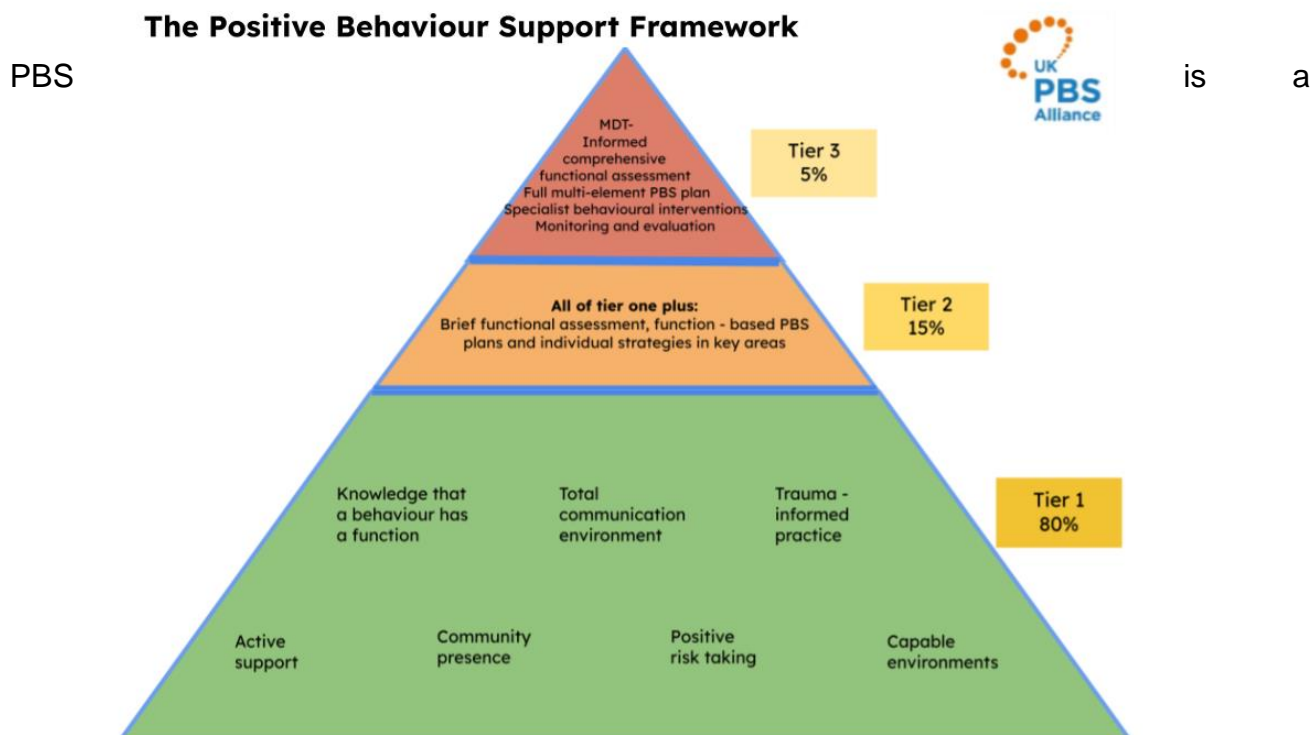 The Positive Behaviour Support Framework
PBS is a
UK
PBS
Alliance
MDT-
Informed
comprehensive
functional assessment
Full multi-element PBS plan
Specialist behavioural interventions
Monitoring and evaluation
Tier 3
5%
All of tier one plus:
Brief functional assessment, function - based PBS
plans and individual strategies in key areas
Tier 2
15%
Knowledge that
a behaviour has
a function
Total
communication
environment
Trauma -
informed
practice
Tier 1
80%
Active
support
Community
presence
Positive
risk taking
Capable
environments